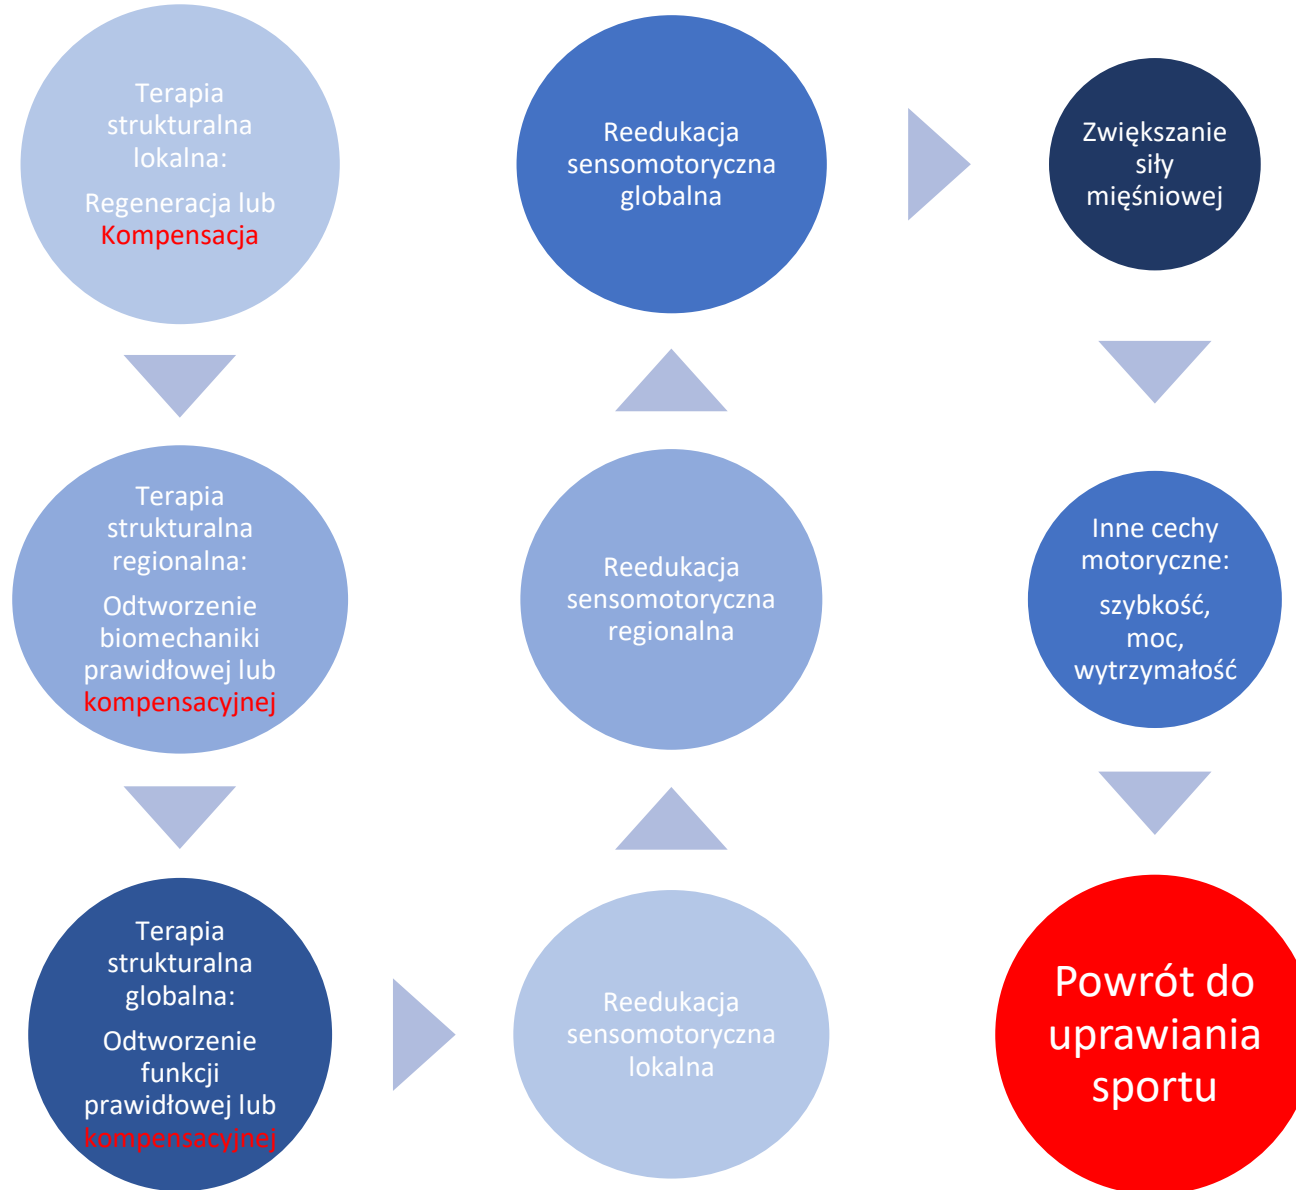 Terapia
strukturalna
lokalna:
Regeneracja lub
Kompensacja
Terapia
strukturalna
regionalna:
Odtworzenie
biomechaniki
prawidłowej lub
kompensacyjnej
Terapia
strukturalna
globalna:
Odtworzenie
funkcji
prawidłowej lub
kompensacyjnej
Reedukacja
sensomotoryczna
lokalna
Reedukacja
sensomotoryczna
regionalna
Reedukacja
sensomotoryczna
globalna
Zwiększanie
siły
mięśniowej
Inne cechy
motoryczne:
szybkość,
moc,
wytrzymałość
Powrót do
uprawiania
sportu